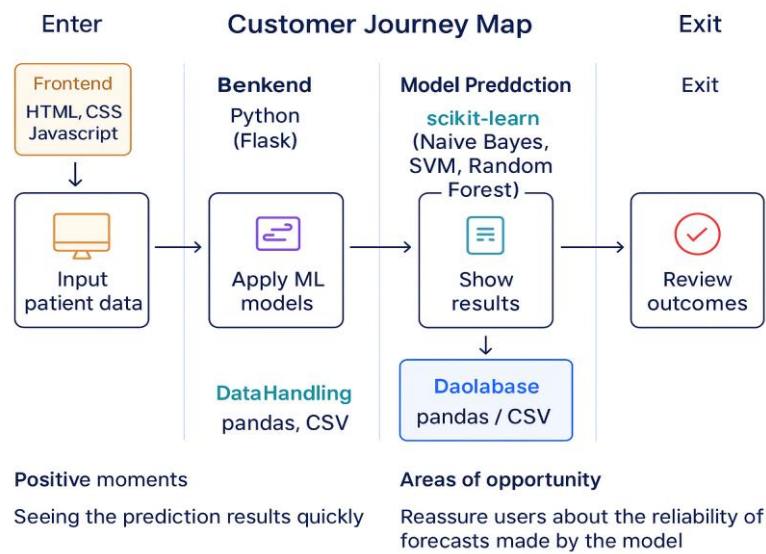 Enter
Customer Journey Map
Exit
Frontend
HTML, CSS
Javascript
Benkend
Python
(Flask)
Model Preddction
scikit-learn
(Naive Bayes,
SVM, Random
Forest)
Exit
Input
patient data
Apply ML
models
Show
results
Review
outcomes
DataHandling
pandas, CSV
Daolabase
pandas / CSV
Positive moments
Seeing the prediction results quickly
Areas of opportunity
Reassure users about the reliability of
forecasts made by the model